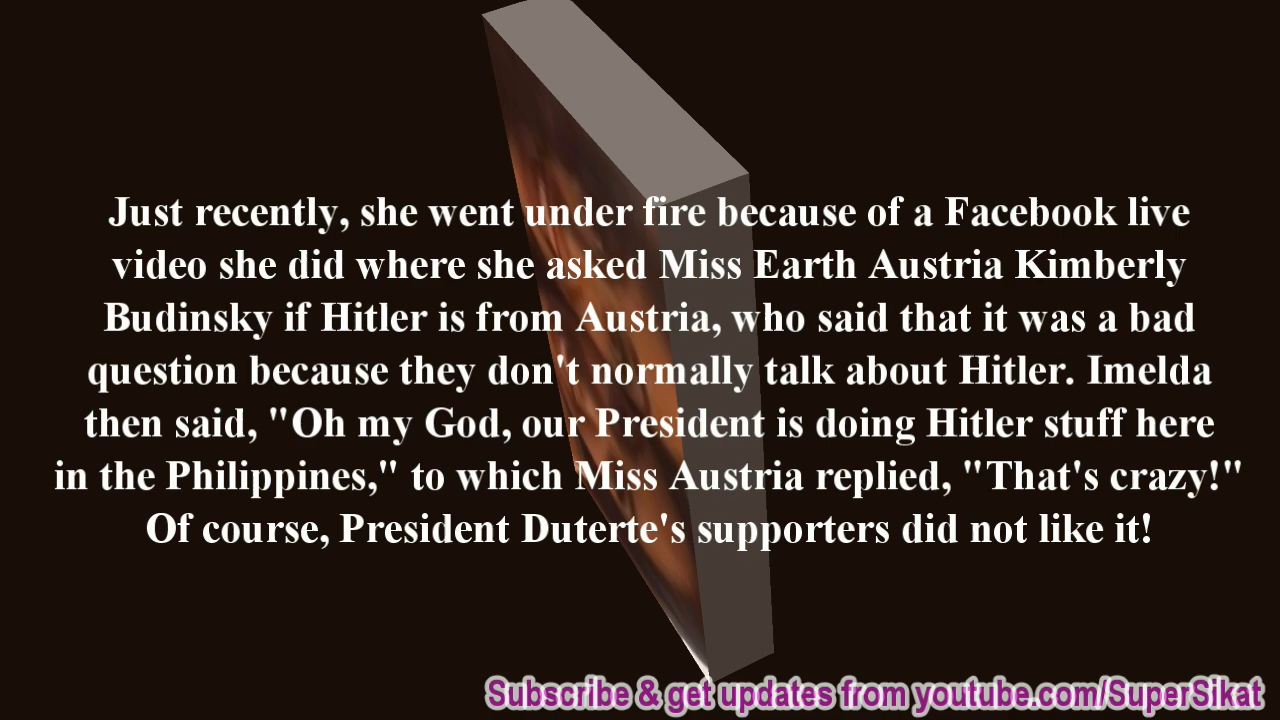 Just recently, she went under fire because of a Facebook live
video she did where she asked Miss Earth Austria Kimberly
Budinsky if Hitler is from Austria, who said that it was a bad
question because they don't normally talk about Hitler. Imelda
then said, "Oh my God, our President is doing Hitler stuff here
in the Philippines," to which Miss Austria replied, "That's crazy!"
Of course, President Duterte's supporters did not like it!
Subscribe & get updates from youtube.com/SuperSikat